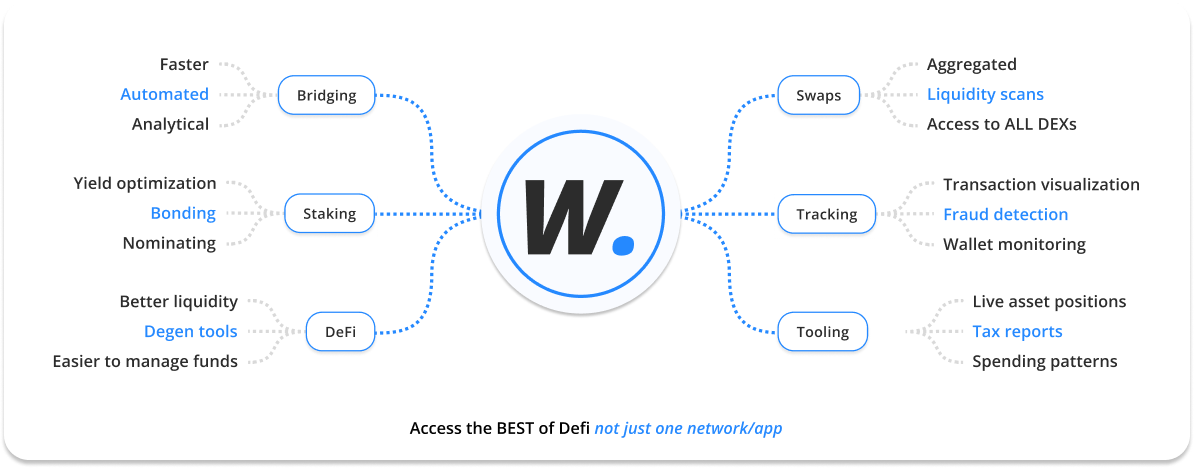 Faster
Automated
Analytical
Bridging
Yield optimization
Bonding
Nominating
Staking
Better liquidity
Degen tools
Easier to manage funds
DeFi
W.
Swaps
Aggregated
Liquidity scans
Access to ALL DEXs
Tracking
Transaction visualization
Fraud detection
Wallet monitoring
Tooling
Live asset positions
Tax reports
Spending patterns
Access the BEST of Defi not just one network/app